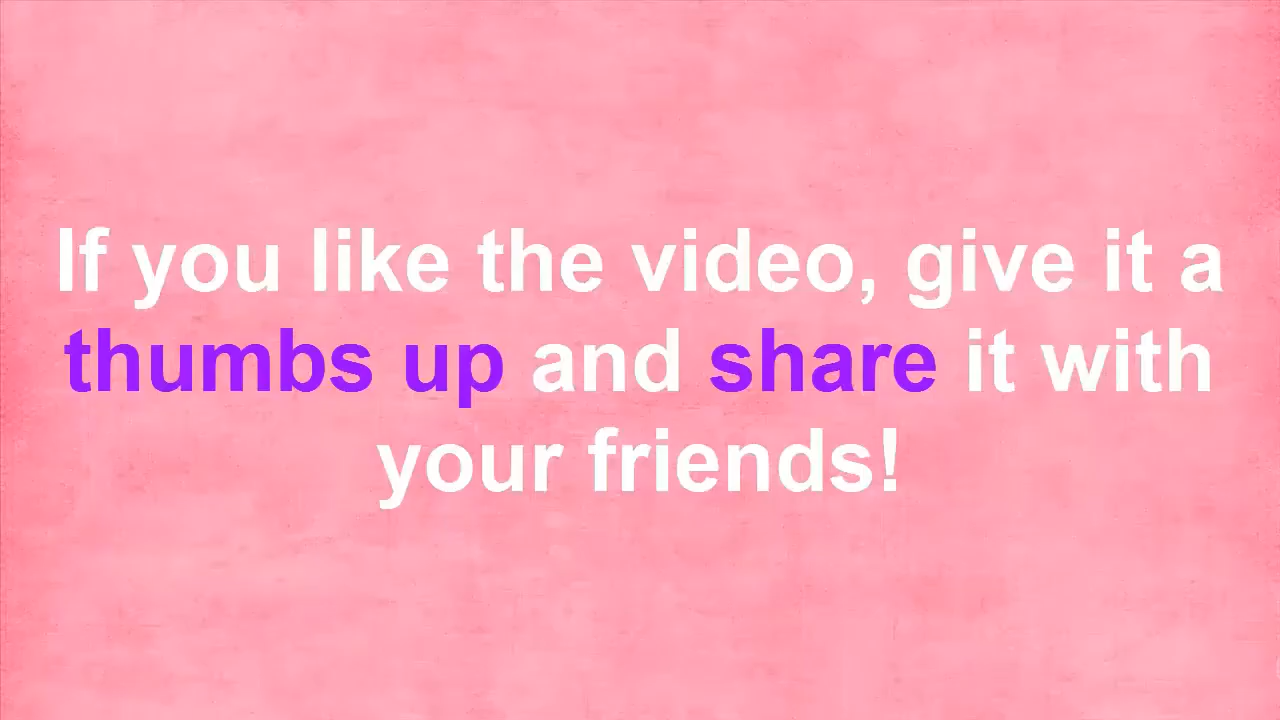 If you like the video, give it a
thumbs up and share it with
your friends!